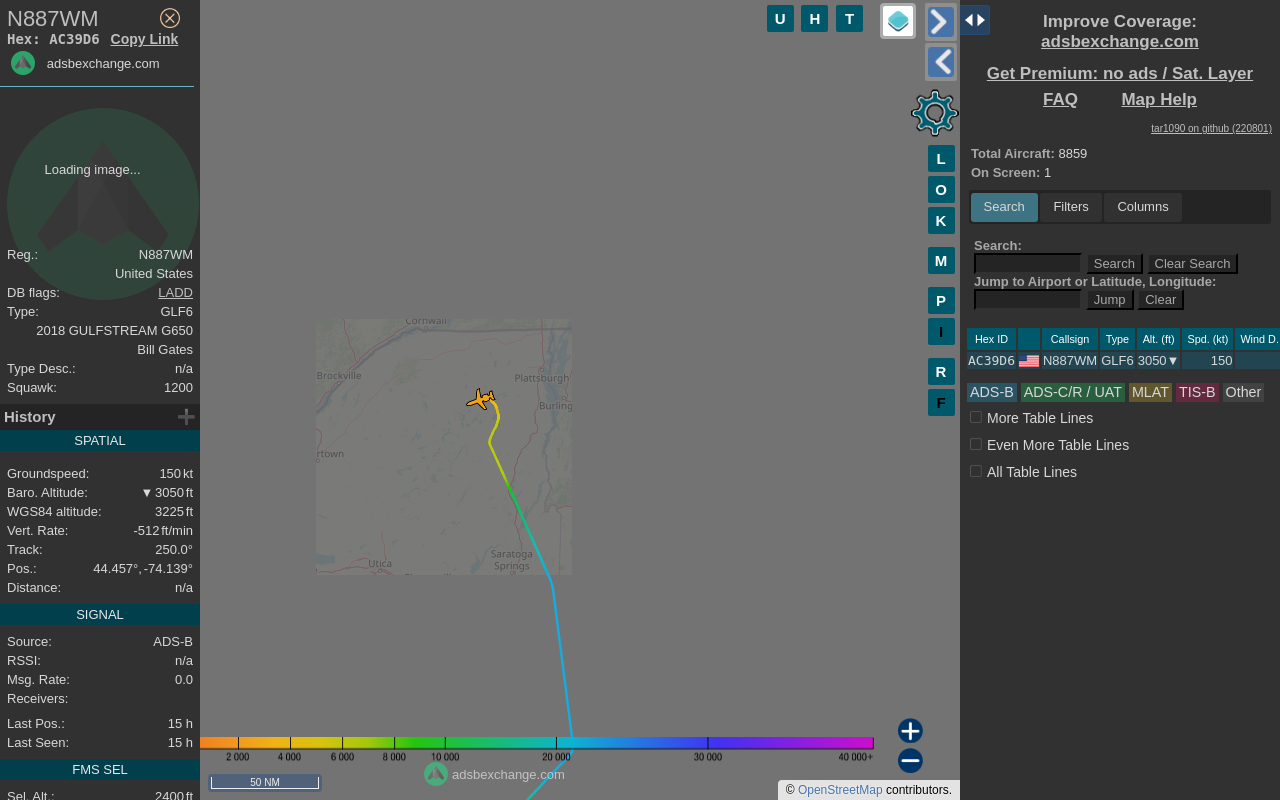 N887WM
Hex: AC39D6 Copy Link
adsbexchange.com
Loading image...
Reg.: N887WM
United States
DB flags: LADD
Type: GLF6
2018 GULFSTREAM G650
Bill Gates
Type Desc.: n/a
Squawk: 1200
History
SPATIAL
Groundspeed: 150 kt
Baro. Altitude: ▼ 3050 ft
WGS84 altitude: 3225 ft
Vert. Rate: -512 ft/min
Track: 250.0°
Pos.: 44.457°, -74.139°
Distance: n/a
SIGNAL
Source: ADS-B
RSSI: n/a
Msg. Rate: 0.0
Receivers:
Last Pos.: 15 h
Last Seen: 15 h
FMS SEL
Sel. Alt.: 2400 ft
U H T
L
O
K
M
P
I
R
F
Cornwall
Brockville
Plattsburgh
Burling
rtown
Saratoga
Springs
Utica
2 000 4 000 6 000 8 000 10 000 20 000 30 000 40 000+
adsbexchange.com
50 NM
© OpenStreetMap contributors.
Improve Coverage:
adsbexchange.com
Get Premium: no ads / Sat. Layer
FAQ Map Help
tar1090 on github (220801)
Total Aircraft: 8859
On Screen: 1
Search Filters Columns
Search:
Search Clear Search
Jump to Airport or Latitude, Longitude:
Jump Clear
Hex ID Callsign Type Alt. (ft) Spd. (kt) Wind D.
AC39D6 N887WM GLF6 3050▼ 150
ADS-B ADS-C/R / UAT MLAT TIS-B Other
More Table Lines
Even More Table Lines
All Table Lines